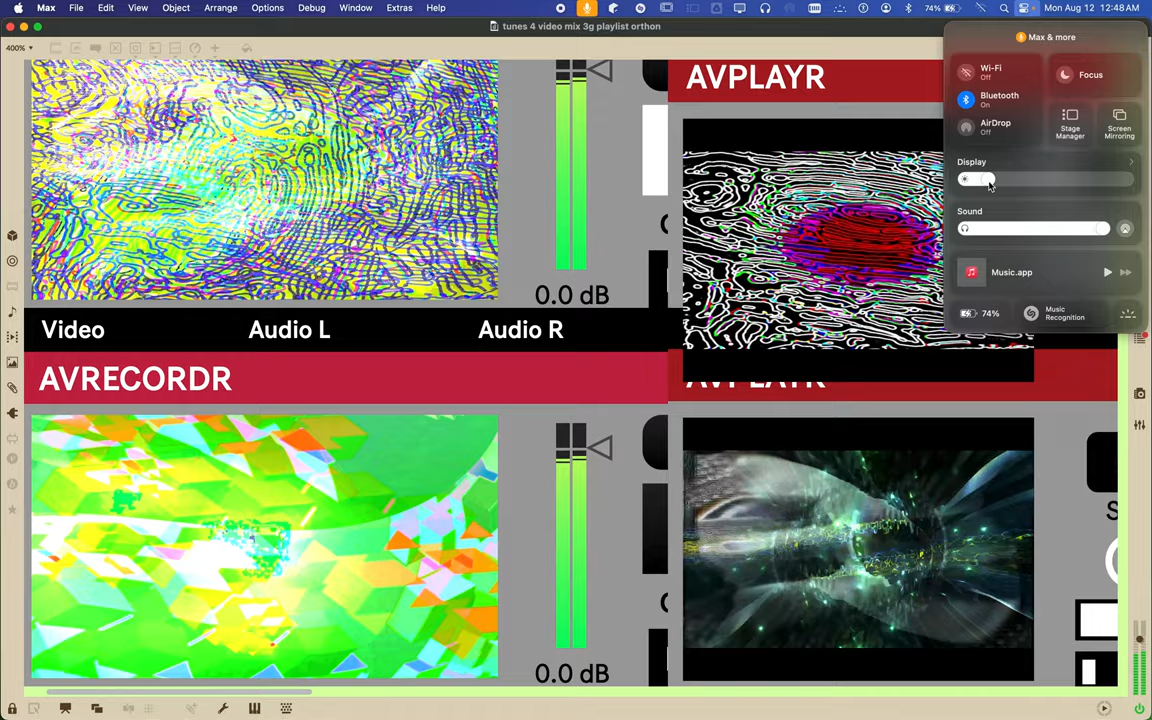 Max File Edit View Object Arrange Options Debug Window Extras Help 74% Mon Aug 12 12:48 AM
tunes 4 video mix 3g playlist orthon
400%
Max & more
Wi-Fi
Off
Focus
Bluetooth
On
AirDrop
Off
Stage
Manager
Screen
Mirroring
Display
Sound
Music.app
74%
Music
Recognition
AVPLAYR
0.0 dB
Video Audio L Audio R
AVRECORDR
AVPLAYR
0.0 dB